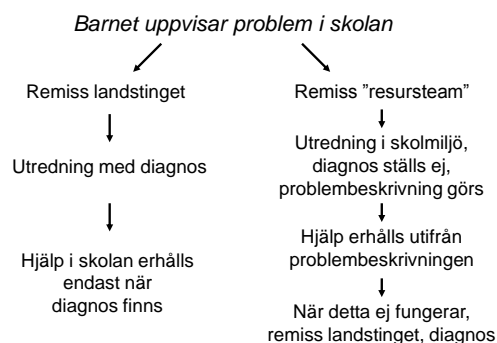 Barnet uppvisar problem i skolan
Remiss landstinget
Utredning med diagnos
Hjälp i skolan erhålls
endast när
diagnos finns
Remiss ”resursteam”
Utredning i skolmiljö,
diagnos ställs ej,
problembeskrivning görs
Hjälp erhålls utifrån
problembeskrivningen
När detta ej fungerar,
remiss landstinget, diagnos